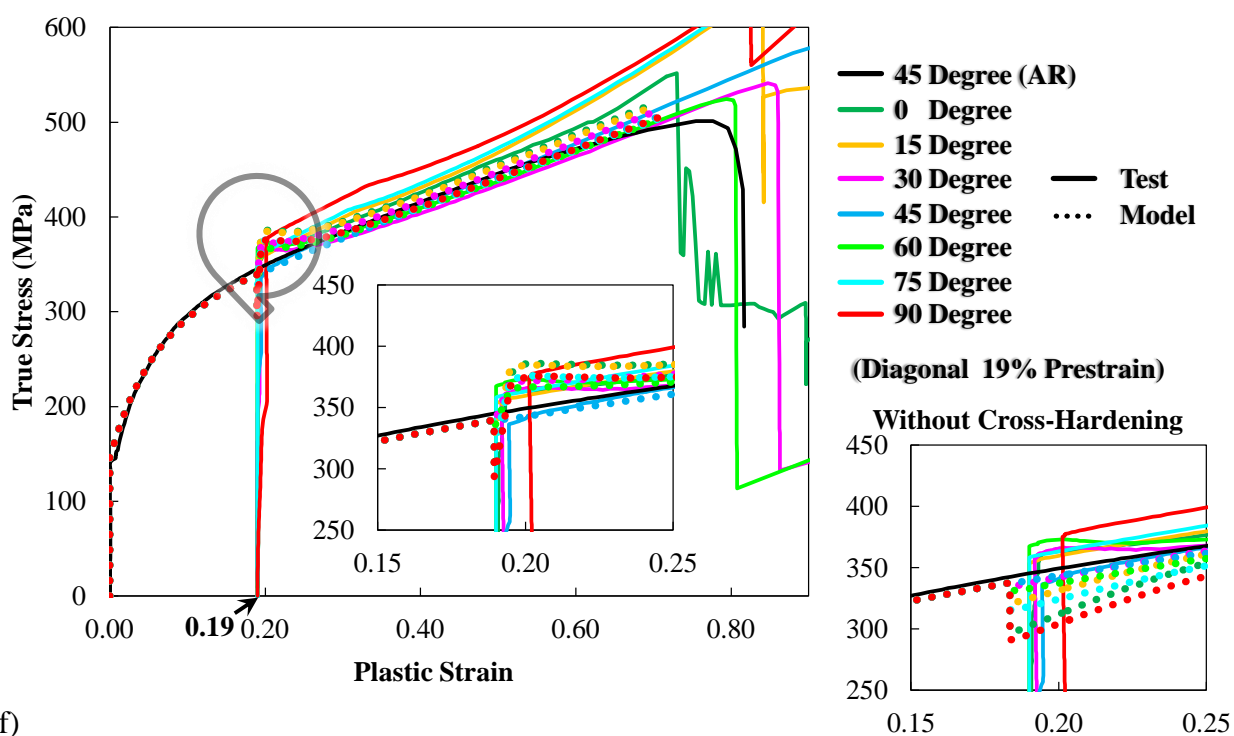 600
500
400
300
200
100
0
True Stress (MPa)
0.00
0.19
0.20
0.40
0.60
0.80
Plastic Strain
450
400
350
300
250
0.15
0.20
0.25
45 Degree (AR)
0 Degree
15 Degree
30 Degree
45 Degree
60 Degree
75 Degree
90 Degree
Test
Model
(Diagonal 19% Prestrain)
Without Cross-Hardening
450
400
350
300
250
0.15
0.20
0.25
f)